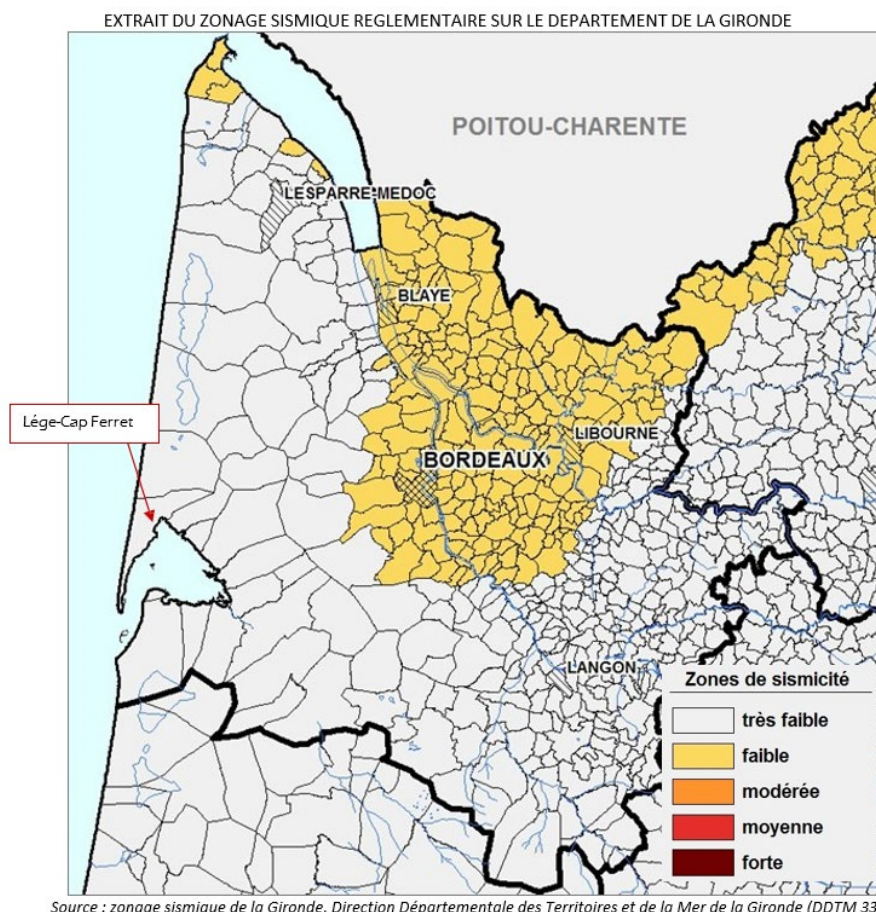 EXTRAIT DU ZONAGE SISMIQUE REGLEMENTAIRE SUR LE DEPARTEMENT DE LA GIRONDE
POITOU-CHARENTE
LESPARRE-MEDOC
BLAYE
Lége-Cap Ferret
LIBOURNE
BORDEAUX
LANGON
Zones de sismicité
très faible
faible
modérée
moyenne
forte
Source : zonage sismique de la Gironde, Direction Départementale des Territoires et de la Mer de la Gironde (DDTM 33